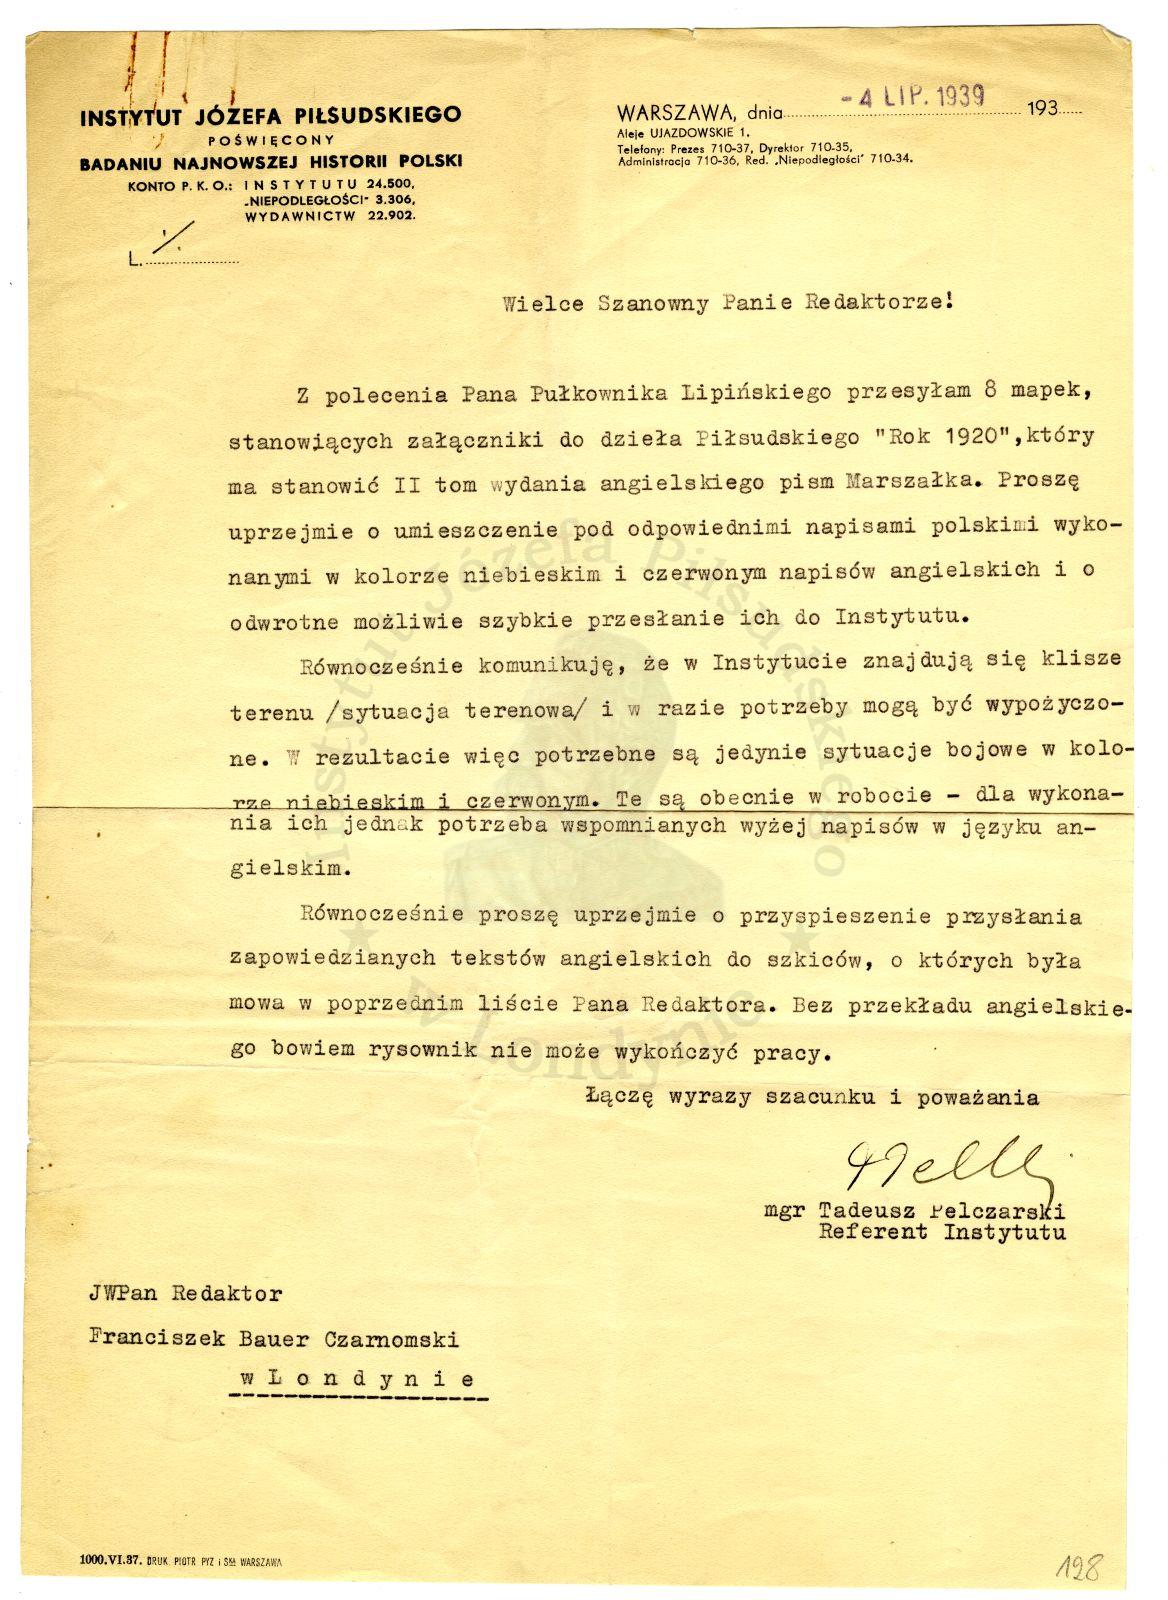 INSTYTUT JÓZEFA PIŁSUDSKIEGO
POŚWIĘCONY
BADANIU NAJNOWSZEJ HISTORII POLSKI
KONTO P. K. O.: INSTYTUTU 24.500,
„NIEPODLEGŁOŚCI" 3.306,
WYDAWNICTW 22.902.
L. ./.
WARSZAWA, dnia -4 LIP. 1939 193
Aleje UJAZDOWSKIE 1.
Telefony: Prezes 710-37, Dyrektor 710-35,
Administracja 710-36, Red. „Niepodległości" 710-34.
Wielce Szanowny Panie Redaktorze!
Z polecenia Pana Pułkownika Lipińskiego przesyłam 8 mapek,
stanowiących załączniki do dzieła Piłsudskiego "Rok 1920",który
ma stanowić II tom wydania angielskiego pism Marszałka. Proszę
uprzejmie o umieszczenie pod odpowiednimi napisami polskimi wyko-
nanymi w kolorze niebieskim i czerwonym napisów angielskich i o
odwrotne możliwie szybkie przesłanie ich do Instytutu.
Równocześnie komunikuję, że w Instytucie znajdują się klisze
terenu /sytuacja terenowa/ i w razie potrzeby mogą być wypożyczo-
ne. W rezultacie więc potrzebne są jedynie sytuacje bojowe w kolo-
rze niebieskim i czerwonym. Te są obecnie w robocie - dla wykona-
nia ich jednak potrzeba wspomnianych wyżej napisów w języku an-
gielskim.
Równocześnie proszę uprzejmie o przyspieszenie przysłania
zapowiedzianych tekstów angielskich do szkiców, o których była
mowa w poprzednim liście Pana Redaktora. Bez przekładu angielskie-
go bowiem rysownik nie może wykończyć pracy.
Łączę wyrazy szacunku i poważania
mgr Tadeusz Pelczarski
Referent Instytutu
JWPan Redaktor
Franciszek Bauer Czarnomski
w Londynie
1000.VI.37. DRUK. PIOTR PYZ i Ska WARSZAWA
128
Instytut Józefa Piłsudskiego
w Londynie